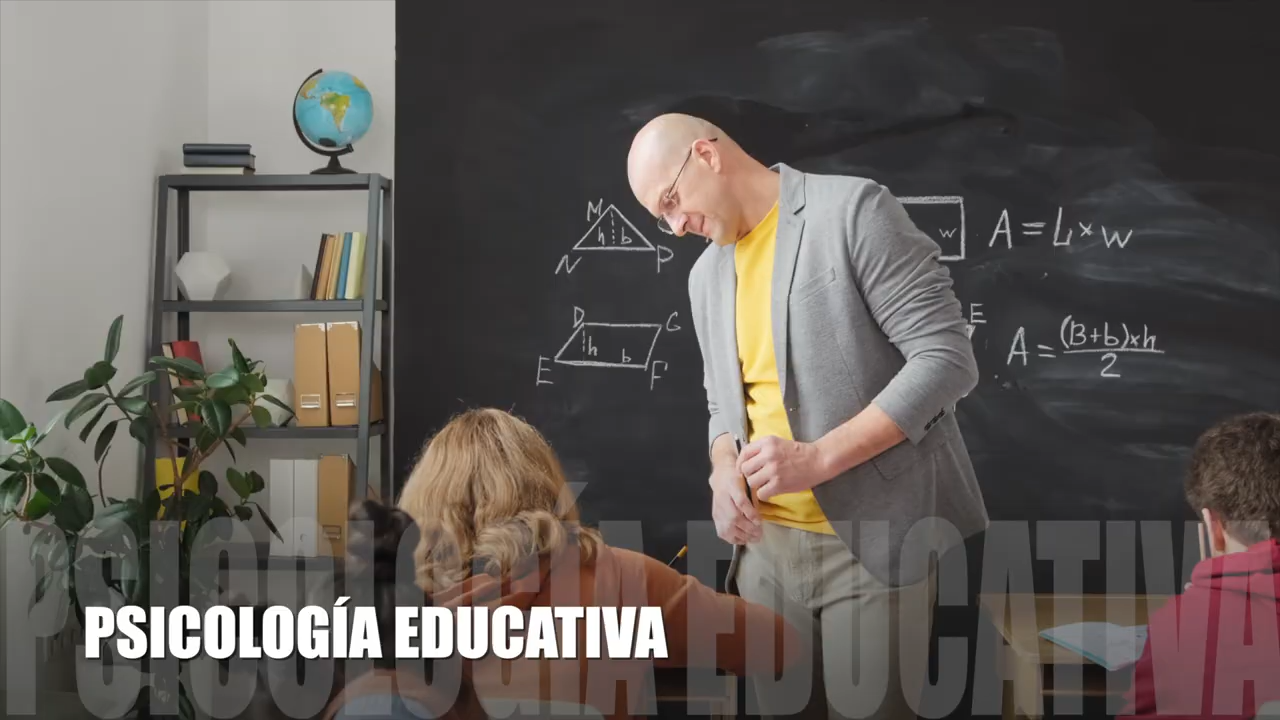 M
h b
N P
w
A = L × w
D G
h b
E F
E
A = (B+b)×h
2
PSICOLOGÍA EDUCATIVA
PSICOLOGÍA EDUCATIVA